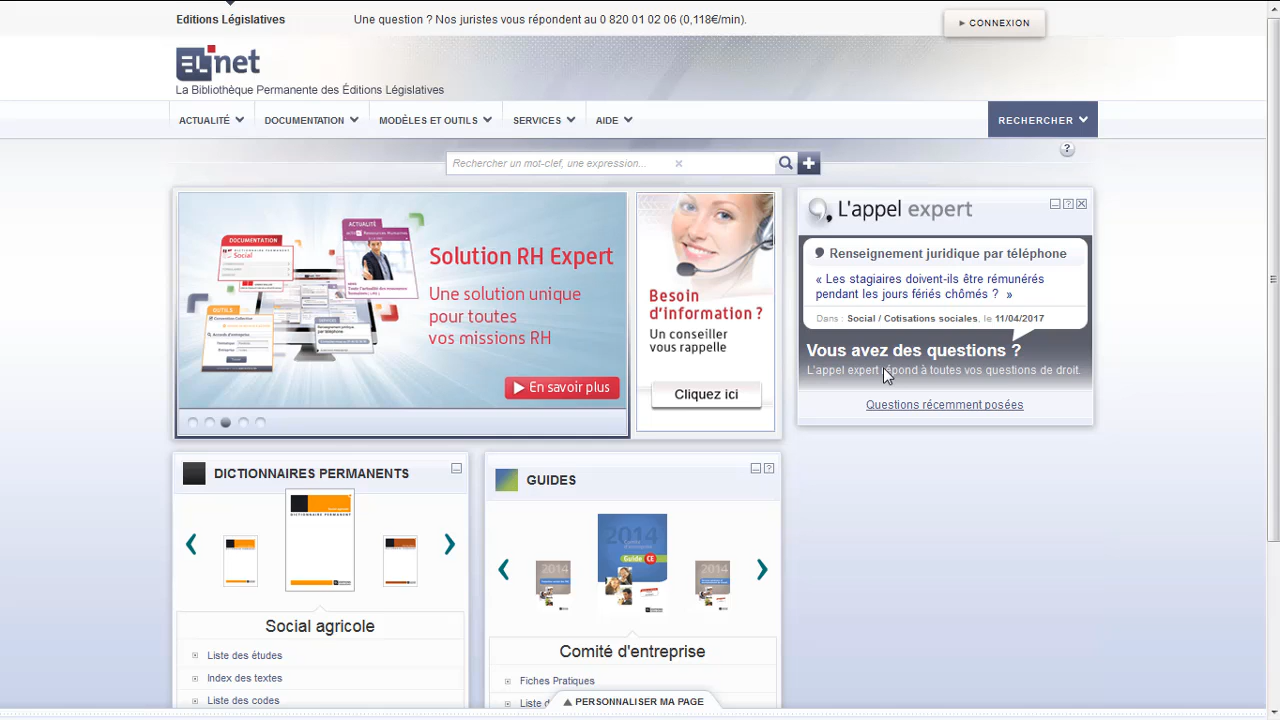 Editions Législatives
Une question ? Nos juristes vous répondent au 0 820 01 02 06 (0,118€/min).
CONNEXION
ELnet
La Bibliothèque Permanente des Éditions Législatives
ACTUALITÉ
DOCUMENTATION
MODÈLES ET OUTILS
SERVICES
AIDE
RECHERCHER
?
Rechercher un mot-clef, une expression...
DOCUMENTATION
Social
ACTUALITÉ
OUTILS
Solution RH Expert
Une solution unique
pour toutes
vos missions RH
En savoir plus
Besoin
d'information ?
Un conseiller
vous rappelle
Cliquez ici
L'appel expert
Renseignement juridique par téléphone
« Les stagiaires doivent-ils être rémunérés
pendant les jours fériés chômés ? »
Dans : Social / Cotisations sociales, le 11/04/2017
Vous avez des questions ?
L'appel expert répond à toutes vos questions de droit.
Questions récemment posées
DICTIONNAIRES PERMANENTS
DICTIONNAIRE PERMANENT
Social agricole
Liste des études
Index des textes
Liste des codes
GUIDES
2014
2014
2014
Guide CE
Comité d'entreprise
Fiches Pratiques
Liste d
PERSONNALISER MA PAGE